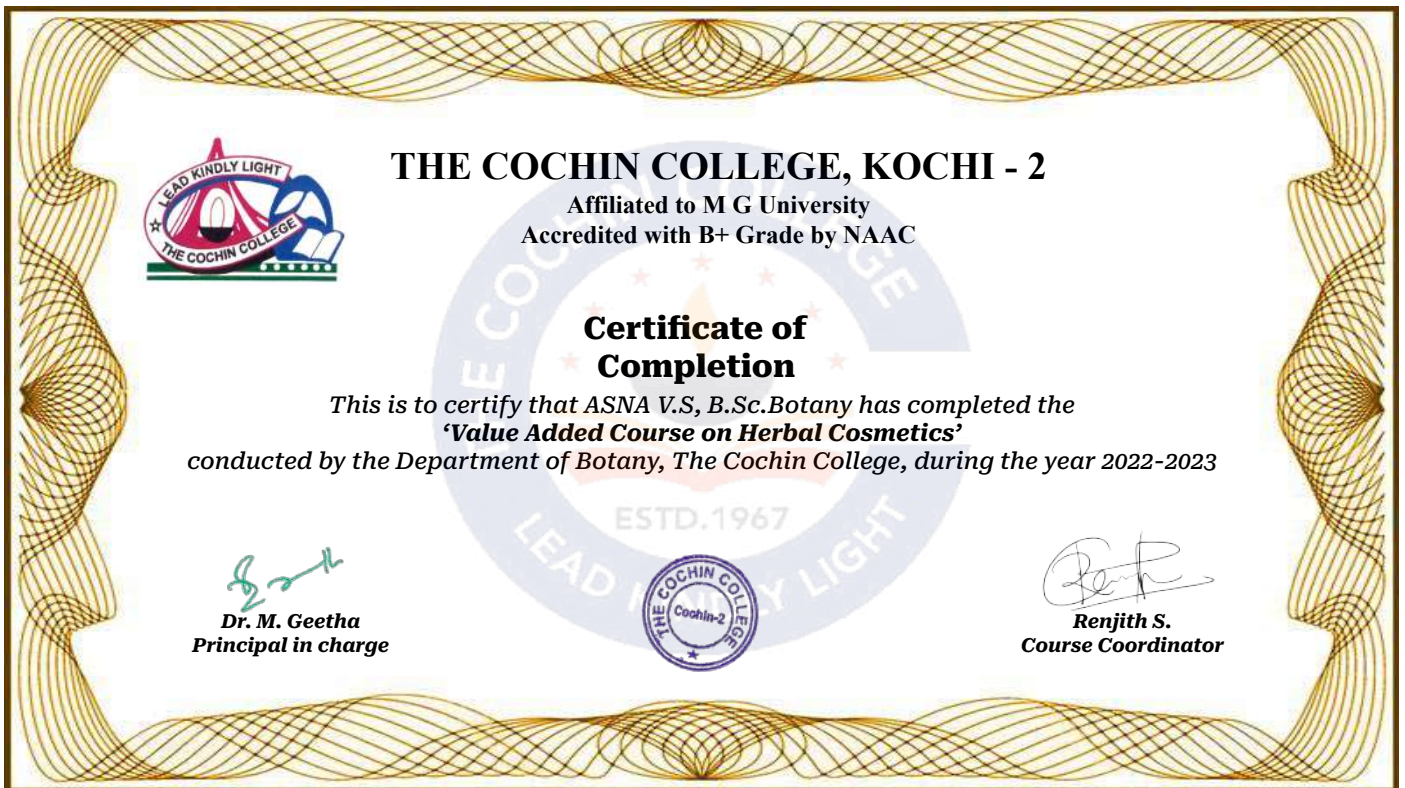 LEAD KINDLY LIGHT
THE COCHIN COLLEGE
THE COCHIN COLLEGE, KOCHI - 2
Affiliated to M G University
Accredited with B+ Grade by NAAC
THE COCHIN COLLEGE
Certificate of
Completion
This is to certify that ASNA V.S, B.Sc.Botany has completed the
‘Value Added Course on Herbal Cosmetics’
conducted by the Department of Botany, The Cochin College, during the year 2022-2023
ESTD.1967
LEAD KINDLY LIGHT
THE COCHIN COLLEGE
Cochin-2
Dr. M. Geetha
Principal in charge
Renjith S.
Course Coordinator